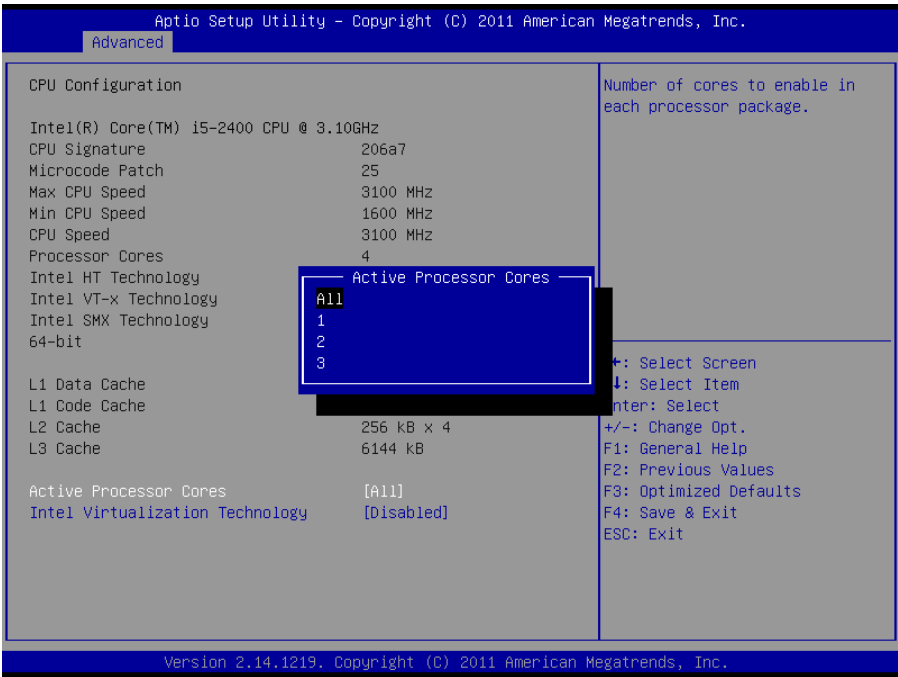 Aptio Setup Utility – Copyright (C) 2011 American Megatrends, Inc.
Advanced
CPU Configuration
Intel(R) Core(TM) i5-2400 CPU @ 3.10GHz
CPU Signature 206a7
Microcode Patch 25
Max CPU Speed 3100 MHz
Min CPU Speed 1600 MHz
CPU Speed 3100 MHz
Processor Cores 4
Intel HT Technology
Intel VT-x Technology
Intel SMX Technology
64-bit
L1 Data Cache
L1 Code Cache
L2 Cache 256 kB x 4
L3 Cache 6144 kB
Active Processor Cores [All]
Intel Virtualization Technology [Disabled]
Active Processor Cores
All
1
2
3
Number of cores to enable in
each processor package.
: Select Screen
: Select Item
nter: Select
+/-: Change Opt.
F1: General Help
F2: Previous Values
F3: Optimized Defaults
F4: Save & Exit
ESC: Exit
Version 2.14.1219. Copyright (C) 2011 American Megatrends, Inc.